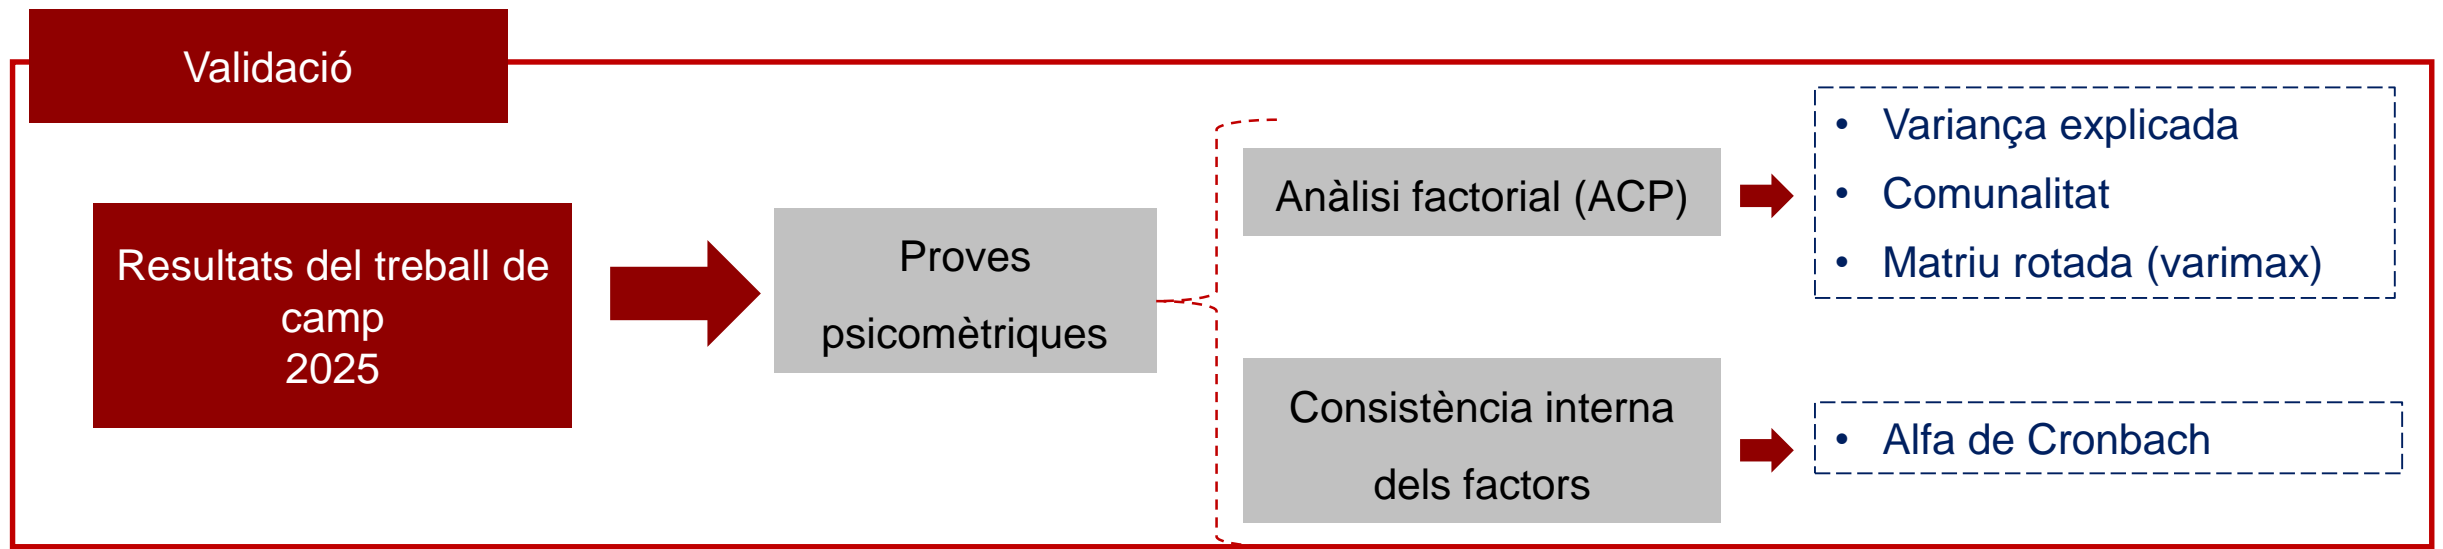 Validació
Resultats del treball de
camp
2025
Proves
psicomètriques
Anàlisi factorial (ACP)
• Variança explicada
• Comunalitat
• Matriu rotada (varimax)
Consistència interna
dels factors
• Alfa de Cronbach